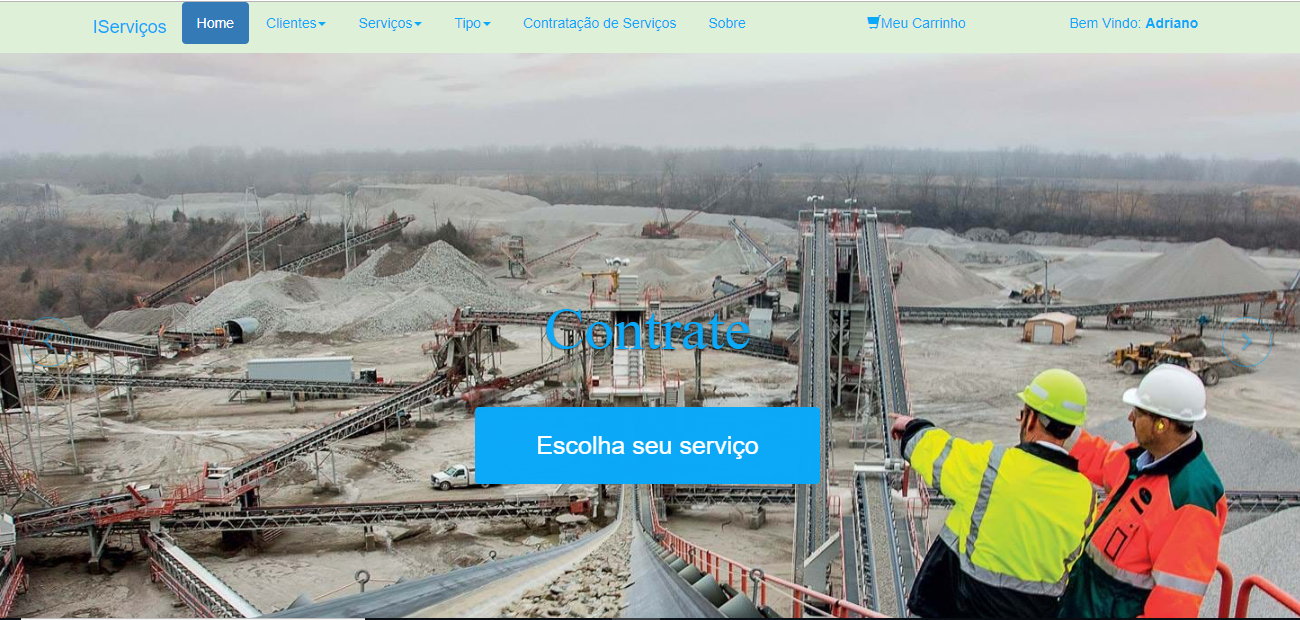 IServiços Home Clientes Serviços Tipo Contratação de Serviços Sobre Meu Carrinho Bem Vindo: Adriano
Contrate
Escolha seu serviço